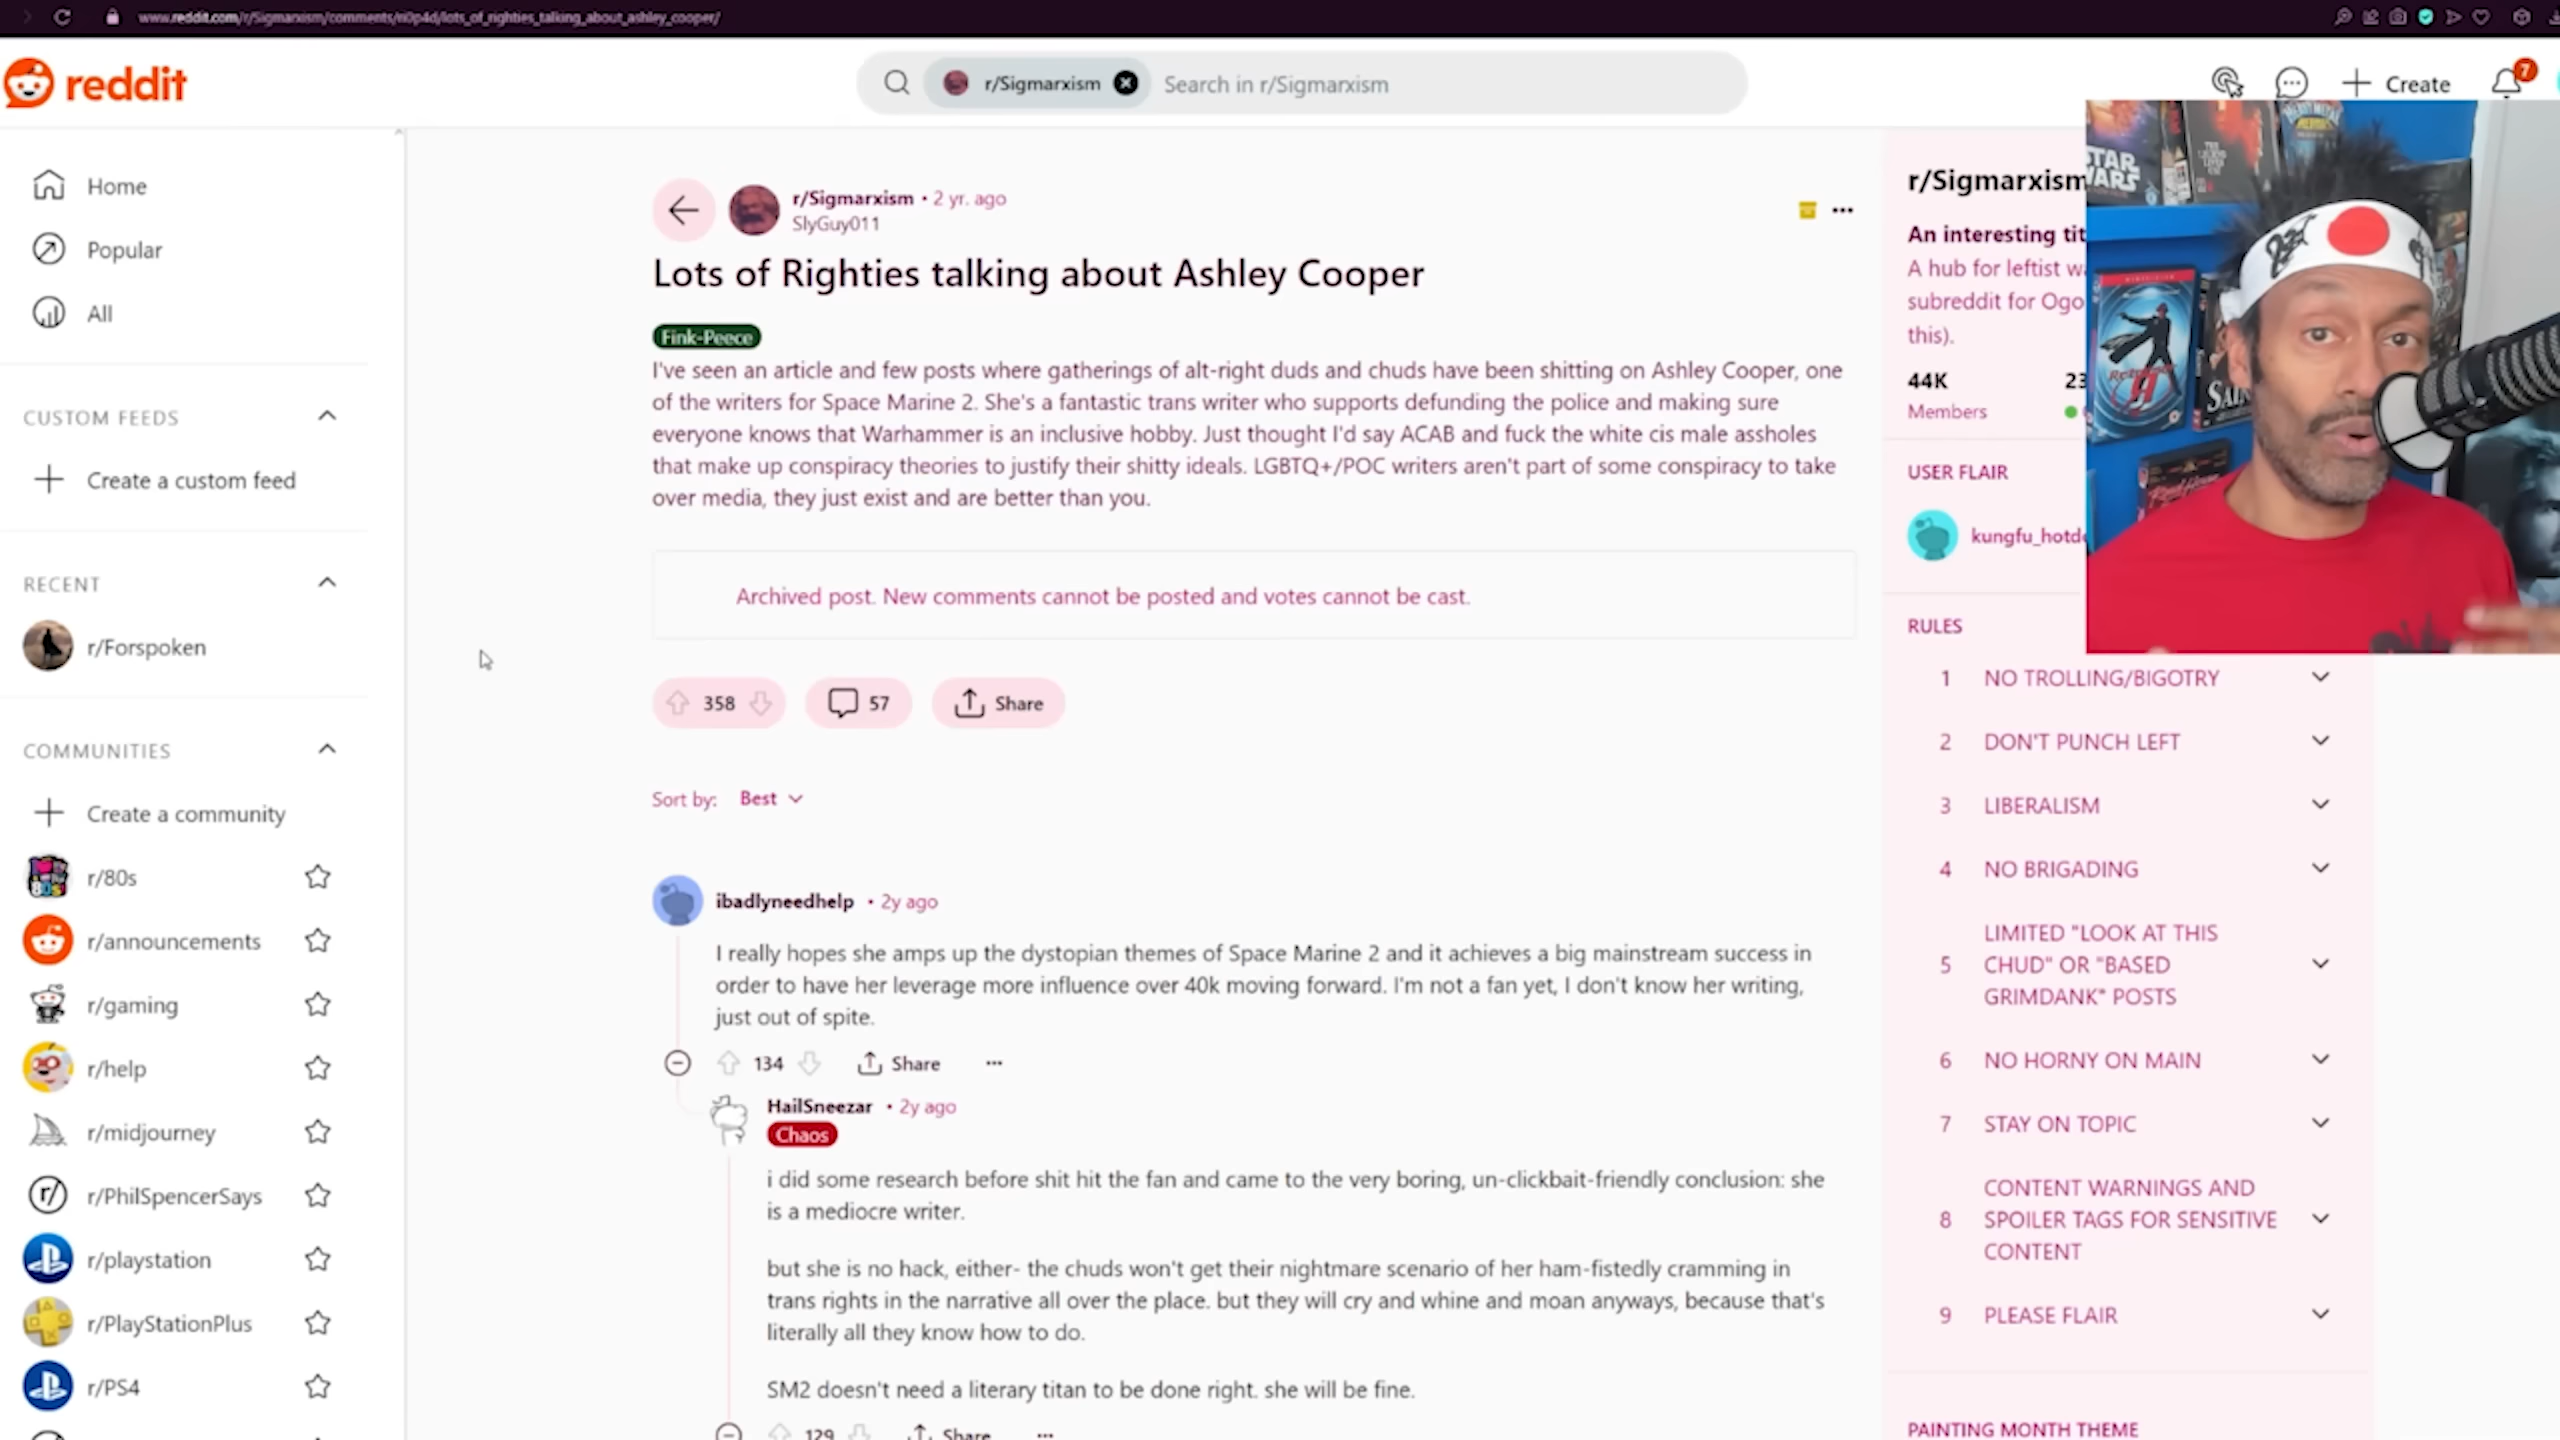 www.reddit.com/r/Sigmarxism/comments/ri0p4d/lots_of_righties_talking_about_ashley_cooper/
reddit
r/Sigmarxism
Search in r/Sigmarxism
Create
7
Home
Popular
All
CUSTOM FEEDS
Create a custom feed
RECENT
r/Forspoken
COMMUNITIES
Create a community
r/80s
r/announcements
r/gaming
r/help
r/midjourney
r/PhilSpencerSays
r/playstation
r/PlayStationPlus
r/PS4
r/Sigmarxism • 2 yr. ago
SlyGuy011
Lots of Righties talking about Ashley Cooper
Fink-Peece
I've seen an article and few posts where gatherings of alt-right duds and chuds have been shitting on Ashley Cooper, one
of the writers for Space Marine 2. She's a fantastic trans writer who supports defunding the police and making sure
everyone knows that Warhammer is an inclusive hobby. Just thought I'd say ACAB and fuck the white cis male assholes
that make up conspiracy theories to justify their shitty ideals. LGBTQ+/POC writers aren't part of some conspiracy to take
over media, they just exist and are better than you.
Archived post. New comments cannot be posted and votes cannot be cast.
358
57
Share
Sort by: Best
ibadlyneedhelp • 2y ago
I really hopes she amps up the dystopian themes of Space Marine 2 and it achieves a big mainstream success in
order to have her leverage more influence over 40k moving forward. I'm not a fan yet, I don't know her writing,
just out of spite.
134
Share
HailSneezar • 2y ago
Chaos
i did some research before shit hit the fan and came to the very boring, un-clickbait-friendly conclusion: she
is a mediocre writer.
but she is no hack, either- the chuds won't get their nightmare scenario of her ham-fistedly cramming in
trans rights in the narrative all over the place. but they will cry and whine and moan anyways, because that's
literally all they know how to do.
SM2 doesn't need a literary titan to be done right. she will be fine.
129
Share
r/Sigmarxism
An interesting tit
A hub for leftist w
subreddit for Ogo
this).
44K
23
Members
USER FLAIR
kungfu_hotd
RULES
1 NO TROLLING/BIGOTRY
2 DON'T PUNCH LEFT
3 LIBERALISM
4 NO BRIGADING
5 LIMITED "LOOK AT THIS
CHUD" OR "BASED
GRIMDANK" POSTS
6 NO HORNY ON MAIN
7 STAY ON TOPIC
8 CONTENT WARNINGS AND
SPOILER TAGS FOR SENSITIVE
CONTENT
9 PLEASE FLAIR
PAINTING MONTH THEME
STAR
WARS